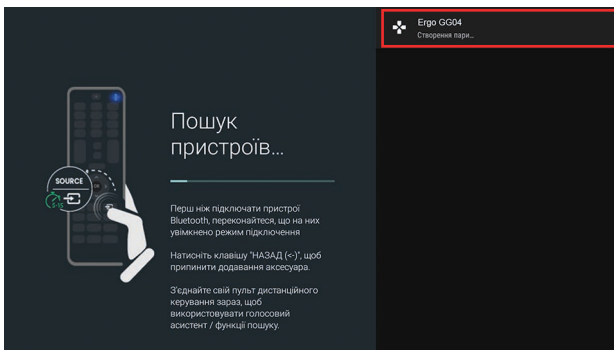 Ergo GG04
Створення пари…
Пошук
пристроїв…
SOURCE
Перш ніж підключати пристрої
Bluetooth, переконайтеся, що на них
увімкнено режим підключення
Натисніть клавішу "НАЗАД (<-)", щоб
припинити додавання аксесуара.
З'єднайте свій пульт дистанційного
керування зараз, щоб
використовувати голосовий
асистент / функції пошуку.